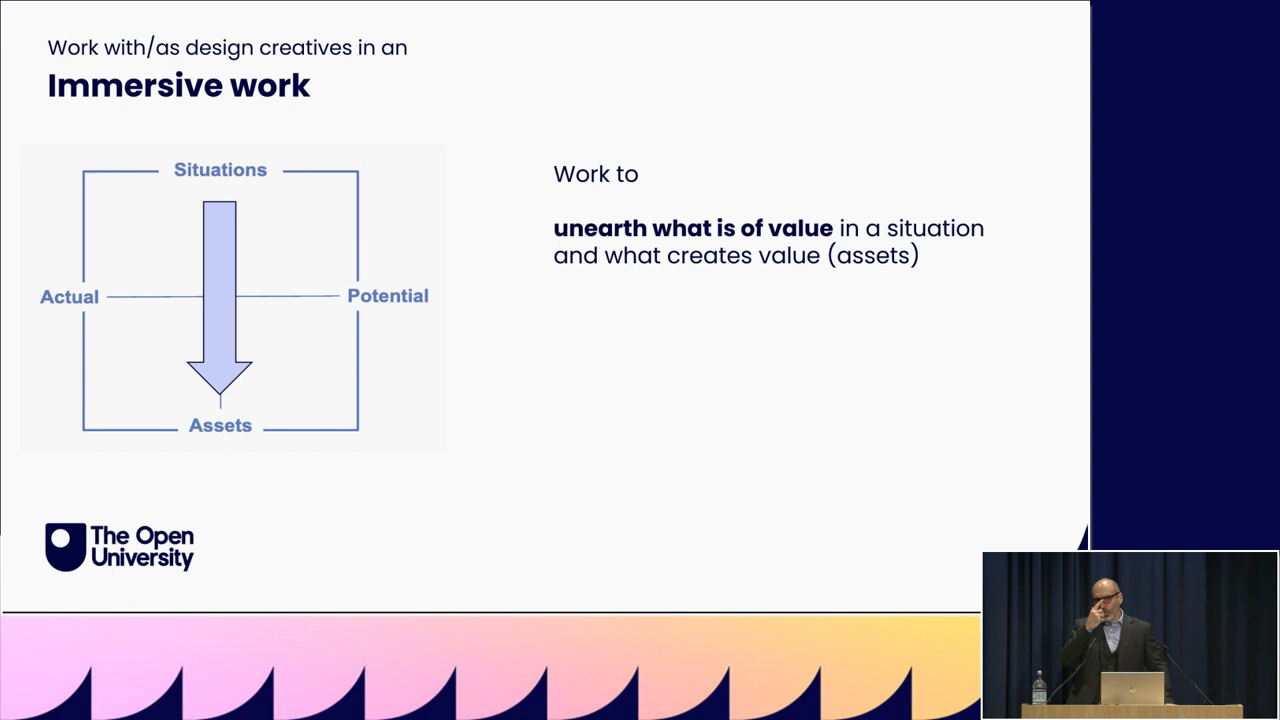 Work with/as design creatives in an
Immersive work
Situations
Actual
Potential
Assets
Work to
unearth what is of value in a situation
and what creates value (assets)
The Open
University